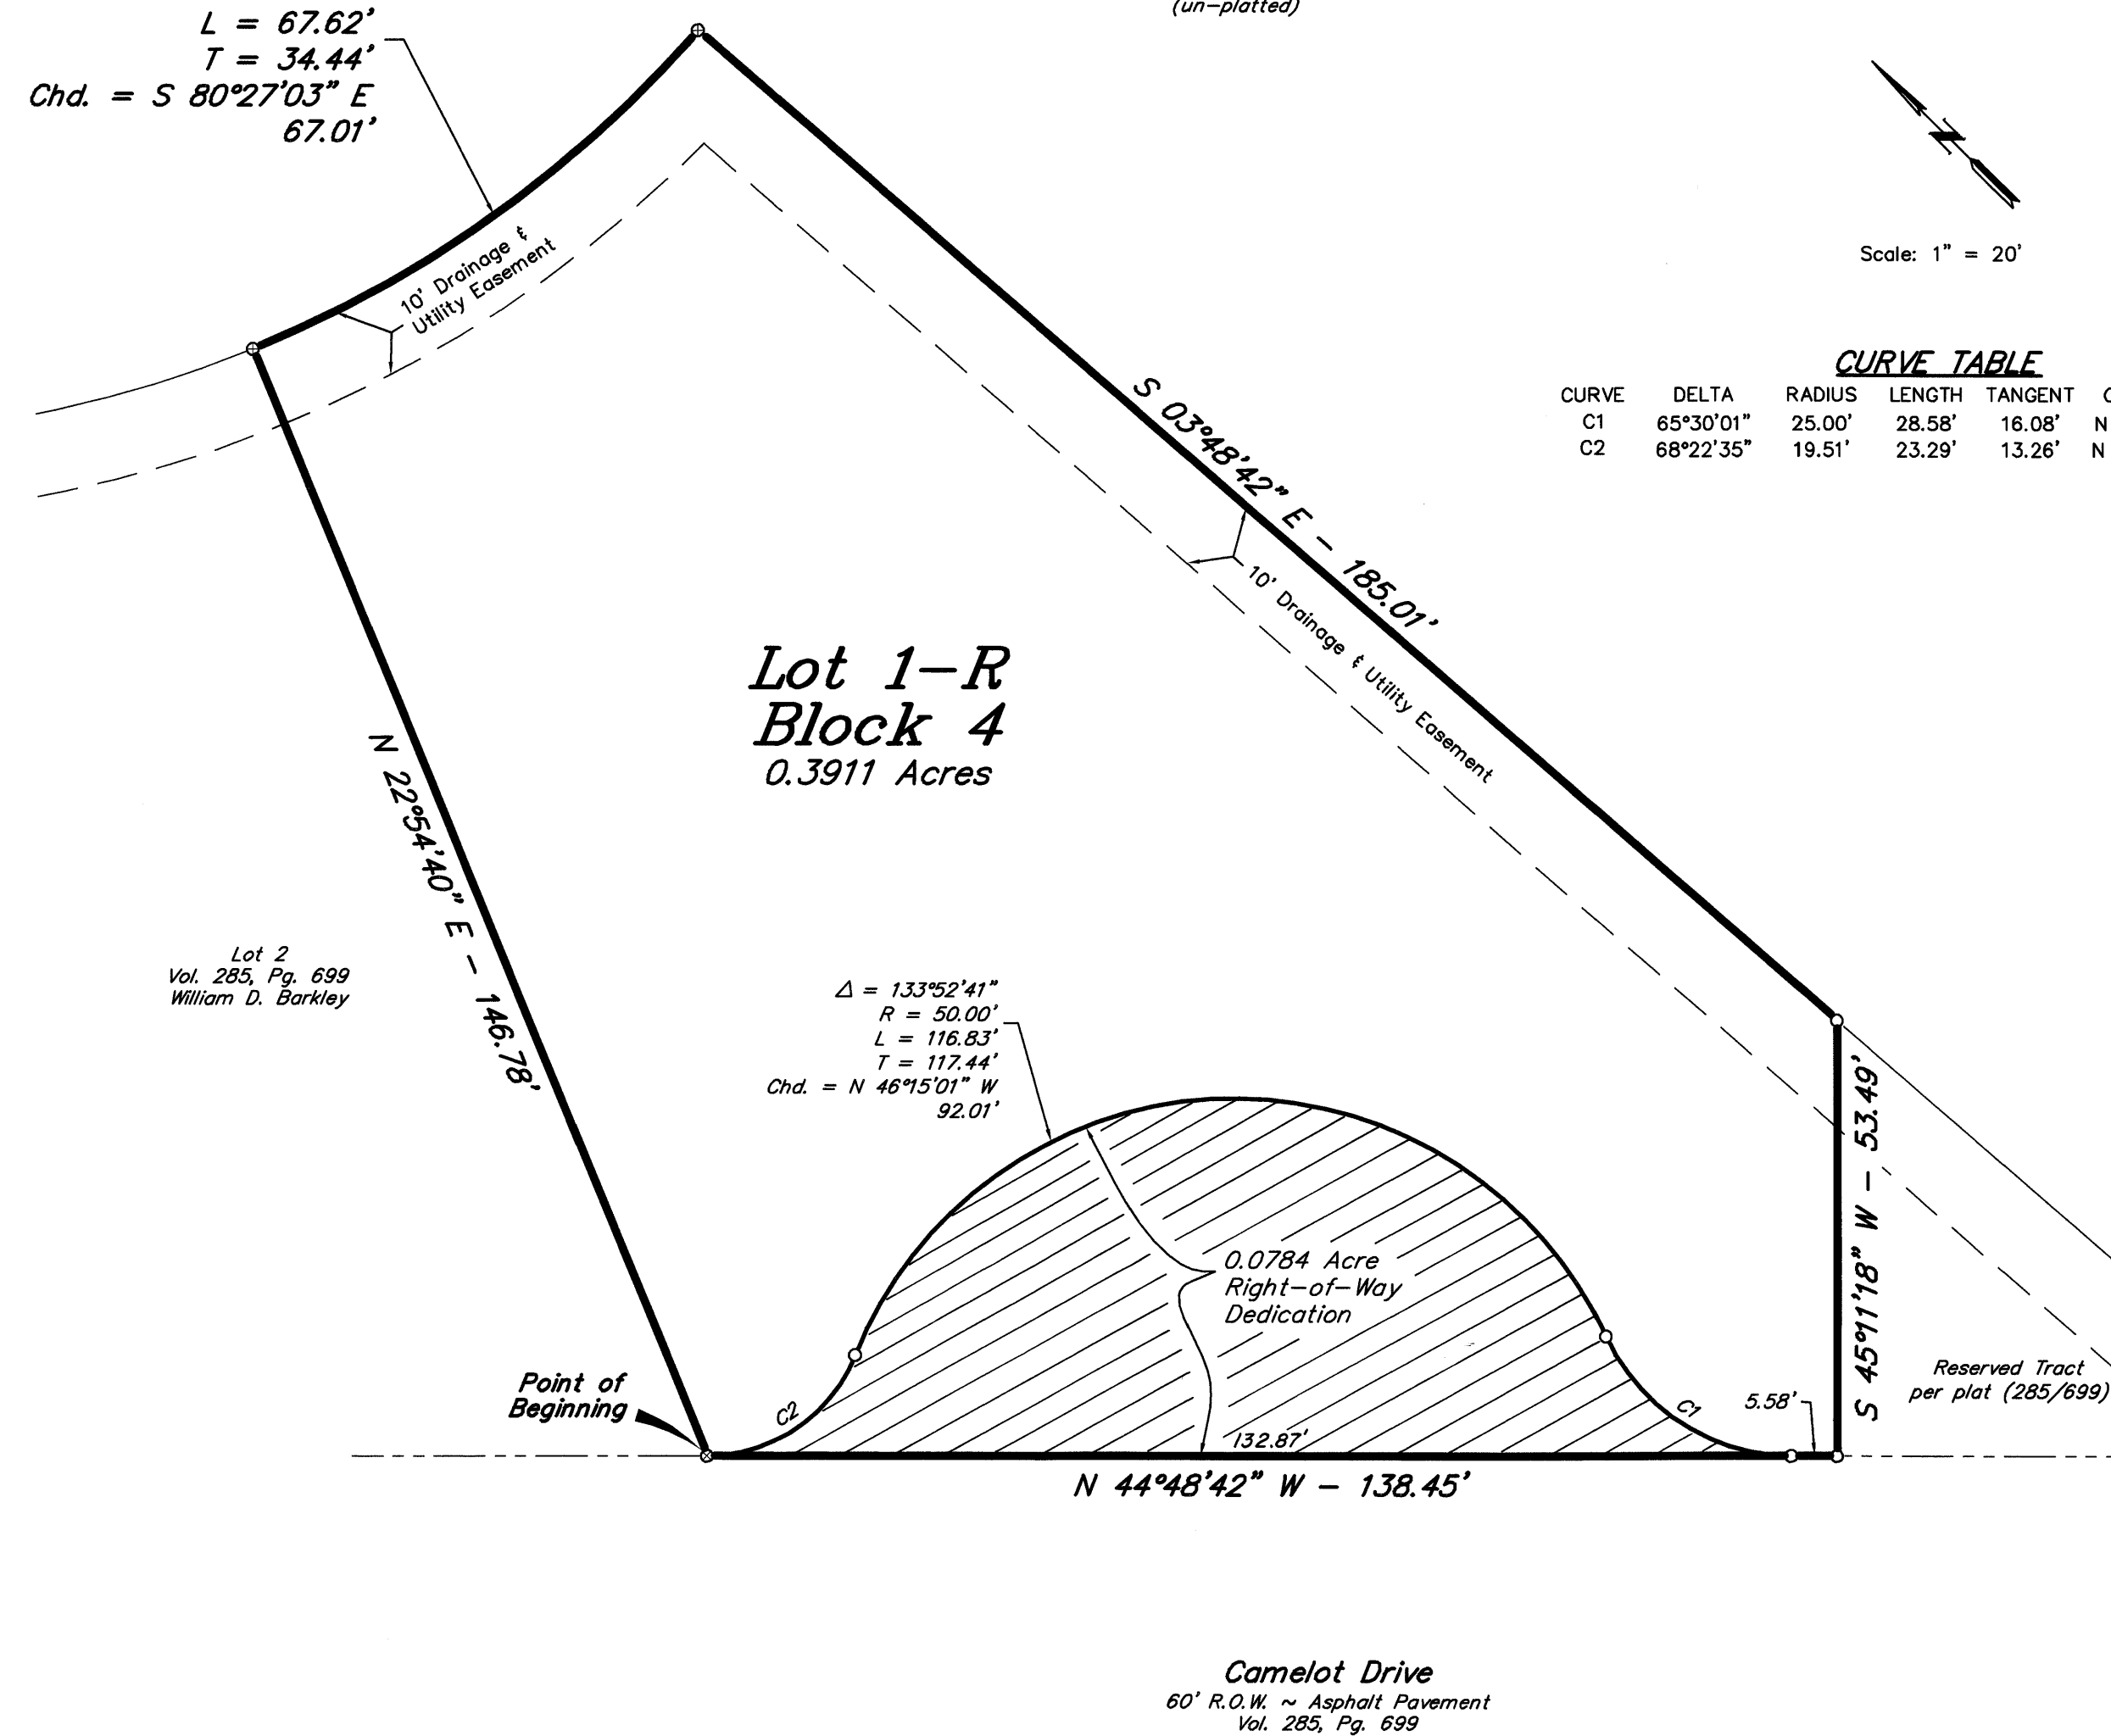 (un-platted)
L = 67.62'
T = 34.44'
Chd. = S 80°27'03" E
67.01'
N
Scale: 1" = 20'
10' Drainage &
Utility Easement
CURVE TABLE
CURVE DELTA RADIUS LENGTH TANGENT
C1 65°30'01" 25.00' 28.58' 16.08' N
C2 68°22'35" 19.51' 23.29' 13.26' N
S 03°48'42" E - 185.01'
10' Drainage & Utility Easement
Lot 1-R
Block 4
0.3911 Acres
N 22°54'40" E - 146.78'
Lot 2
Vol. 285, Pg. 699
William D. Barkley
Δ = 133°52'41"
R = 50.00'
L = 116.83'
T = 117.44'
Chd. = N 46°15'01" W
92.01'
S 45°11'18" W - 53.49'
0.0784 Acre
Right-of-Way
Dedication
Reserved Tract
per plat (285/699)
Point of
Beginning
C2
C1
5.58'
132.87'
N 44°48'42" W - 138.45'
Camelot Drive
60' R.O.W. ~ Asphalt Pavement
Vol. 285, Pg. 699